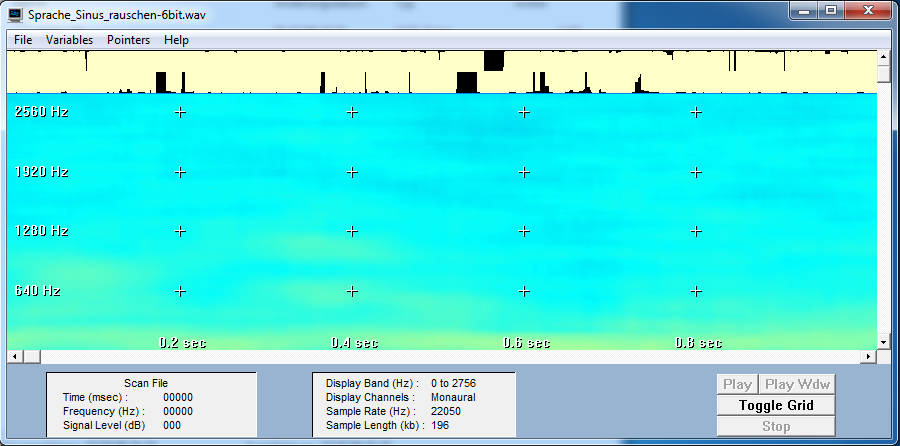 Sprache_Sinus_rauschen-6bit.wav
File Variables Pointers Help
2560 Hz
1920 Hz
1280 Hz
640 Hz
0.2 sec 0.4 sec 0.6 sec 0.8 sec
Scan File
Time (msec) : 00000
Frequency (Hz) : 00000
Signal Level (dB) 000
Display Band (Hz) : 0 to 2756
Display Channels : Monaural
Sample Rate (Hz) : 22050
Sample Length (kb) : 196
Play Play Wdw
Toggle Grid
Stop